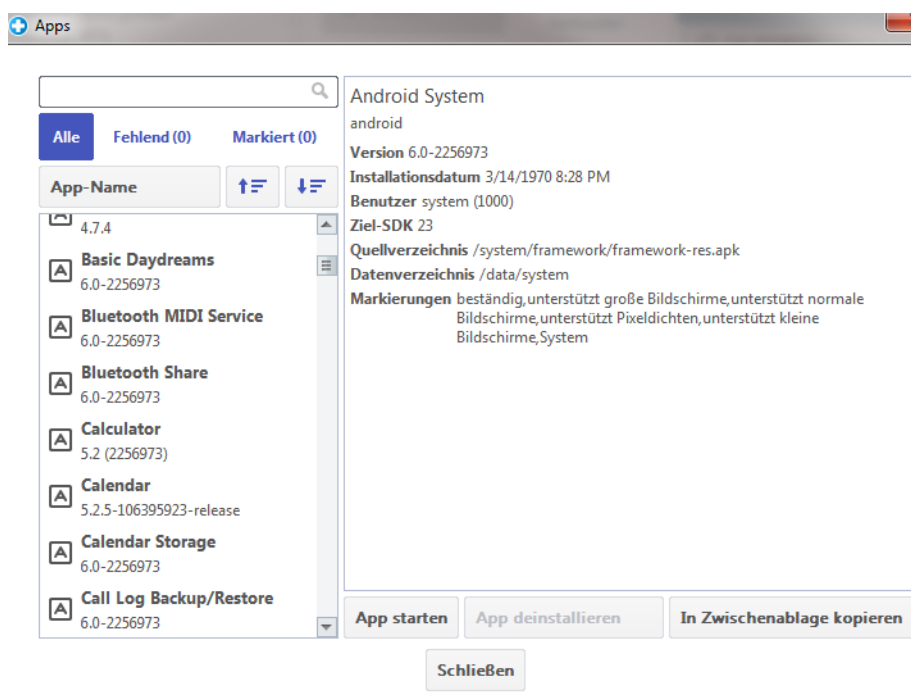 Apps
Alle
Fehlend (0)
Markiert (0)
App-Name
4.7.4
Basic Daydreams
6.0-2256973
Bluetooth MIDI Service
6.0-2256973
Bluetooth Share
6.0-2256973
Calculator
5.2 (2256973)
Calendar
5.2.5-106395923-release
Calendar Storage
6.0-2256973
Call Log Backup/Restore
6.0-2256973
Android System
android
Version 6.0-2256973
Installationsdatum 3/14/1970 8:28 PM
Benutzer system (1000)
Ziel-SDK 23
Quellverzeichnis /system/framework/framework-res.apk
Datenverzeichnis /data/system
Markierungen beständig,unterstützt große Bildschirme,unterstützt normale
Bildschirme,unterstützt Pixeldichten,unterstützt kleine
Bildschirme,System
App starten
App deinstallieren
In Zwischenablage kopieren
Schließen